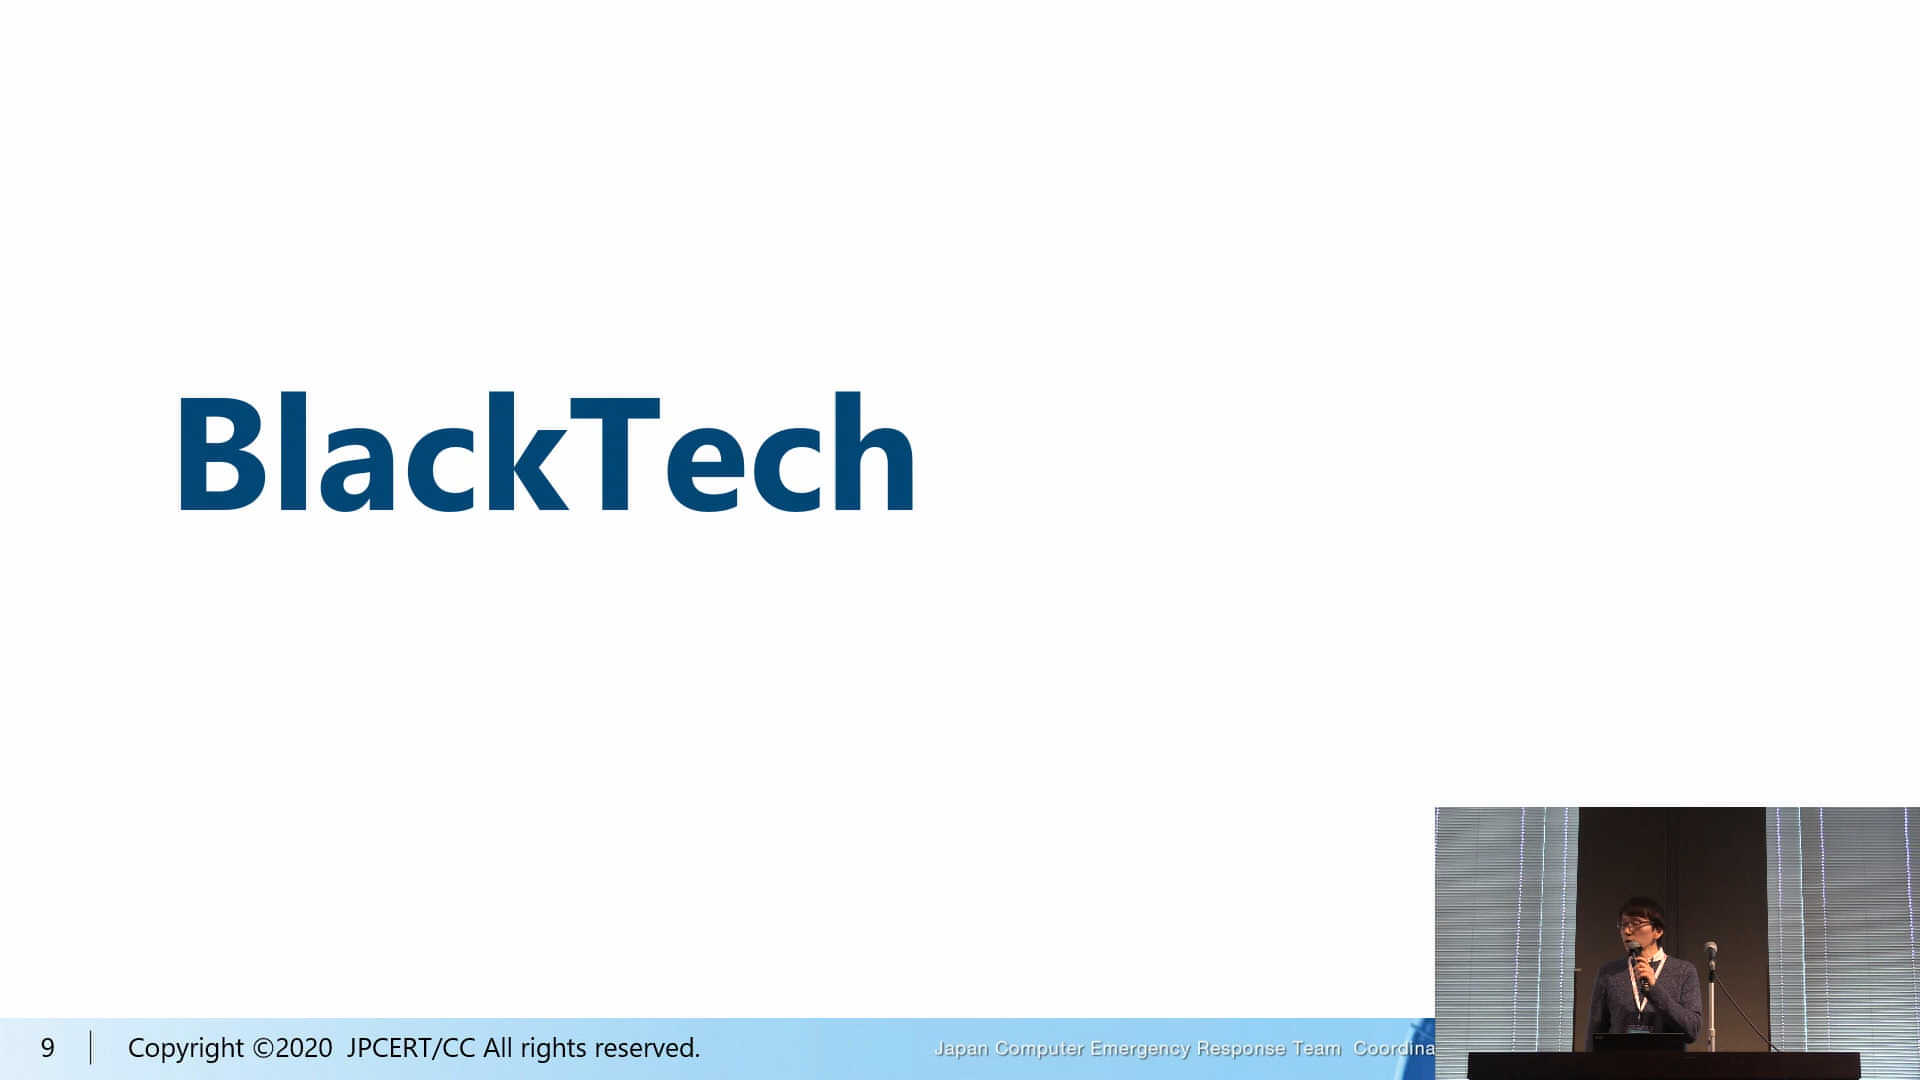 BlackTech
9
Copyright ©2020 JPCERT/CC All rights reserved.
Japan Computer Emergency Response Team